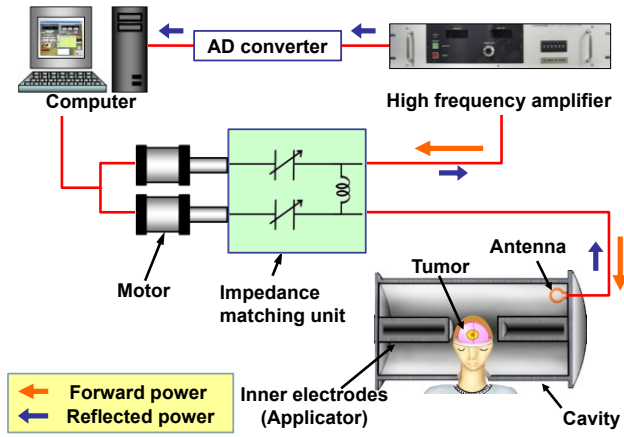 AD converter
Computer
High frequency amplifier
Motor
Impedance
matching unit
Antenna
Tumor
Inner electrodes
(Applicator)
Cavity
Forward power
Reflected power